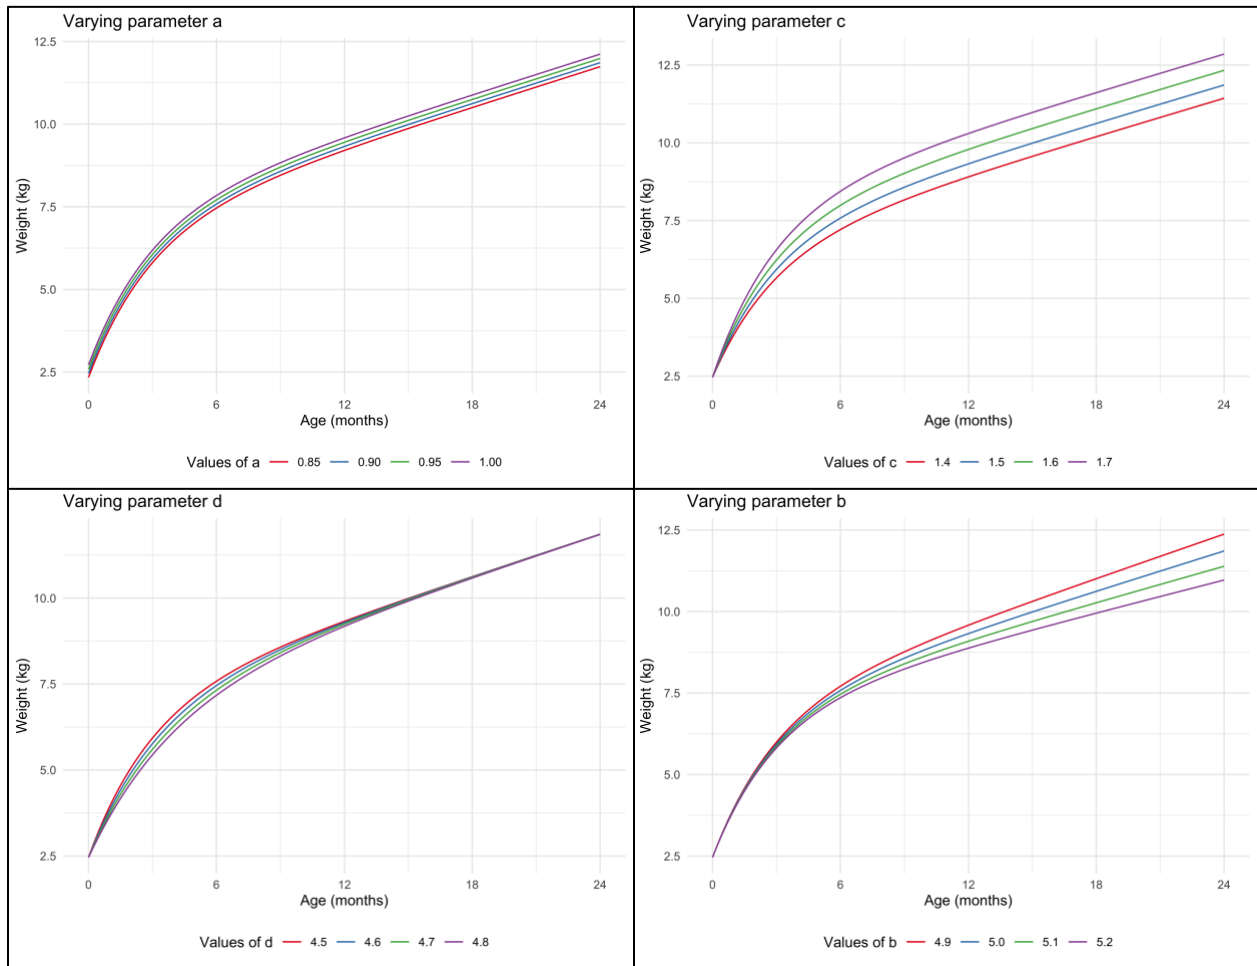 Varying parameter a
12.5
10.0
7.5
5.0
2.5
Weight (kg)
0 6 12 18 24
Age (months)
Values of a 0.85 0.90 0.95 1.00
Varying parameter c
12.5
10.0
7.5
5.0
2.5
Weight (kg)
0 6 12 18 24
Age (months)
Values of c 1.4 1.5 1.6 1.7
Varying parameter d
10.0
7.5
5.0
2.5
Weight (kg)
0 6 12 18 24
Age (months)
Values of d 4.5 4.6 4.7 4.8
Varying parameter b
12.5
10.0
7.5
5.0
2.5
Weight (kg)
0 6 12 18 24
Age (months)
Values of b 4.9 5.0 5.1 5.2